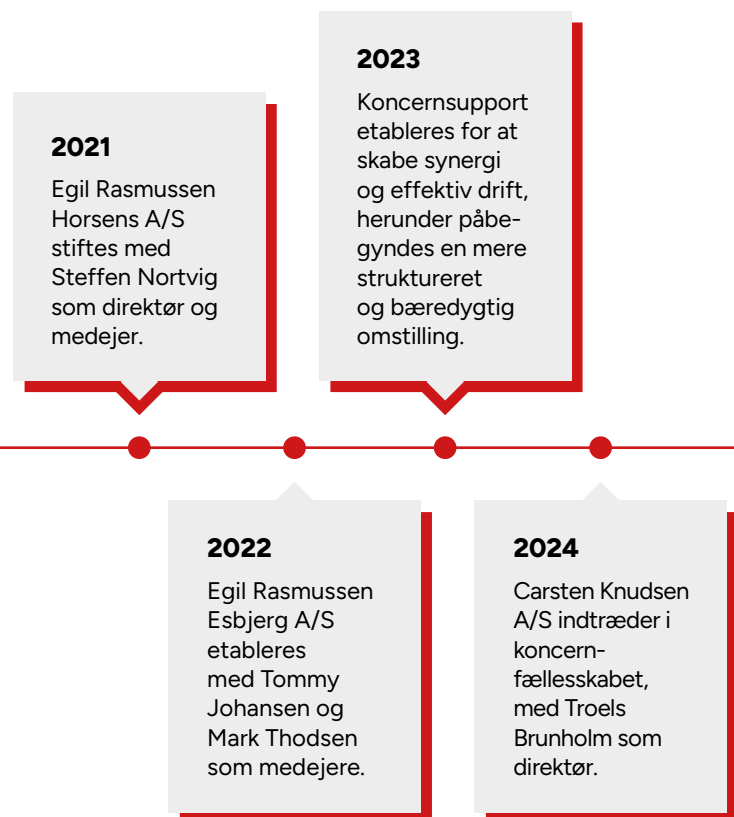 2021
Egil Rasmussen
Horsens A/S
stiftes med
Steffen Nortvig
som direktør og
medejer.
2022
Egil Rasmussen
Esbjerg A/S
etableres
med Tommy
Johansen og
Mark Thodsen
som medejere.
2023
Koncernsupport
etableres for at
skabe synergi
og effektiv drift,
herunder påbe-
gyndes en mere
struktureret
og bæredygtig
omstilling.
2024
Carsten Knudsen
A/S indtræder i
koncern-
fællesskabet,
med Troels
Brunholm som
direktør.